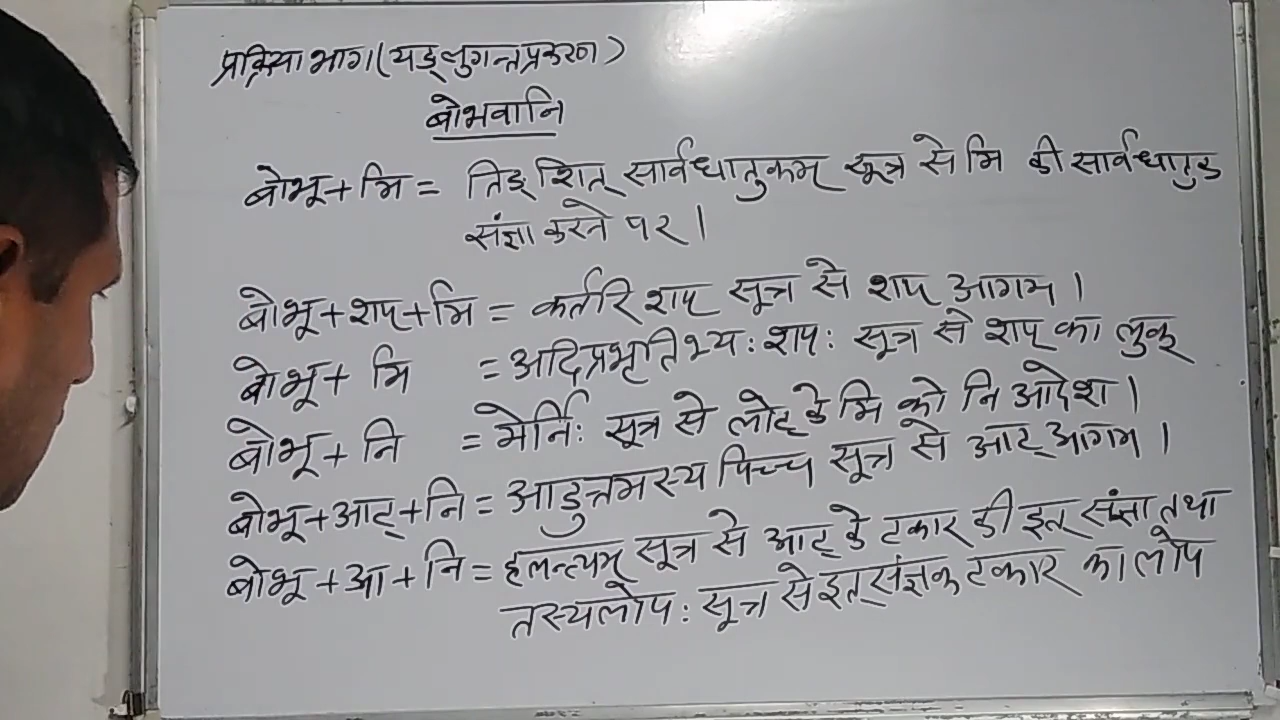 प्रक्रिया भाग (यङ्लुगन्तप्रकरण)
बोभवानि
बोभू + मि = तिङ् शित् सार्वधातुकम् सूत्र से मि की सार्वधातुक
संज्ञा करने पर।
बोभू + शप् + मि = कर्तरि शप् सूत्र से शप् आगम।
बोभू + मि = अदिप्रभृतिभ्यः शपः सूत्र से शप् का लुक्
बोभू + नि = मेर्निः सूत्र से लोट् के मि को नि आदेश।
बोभू + आट् + नि = आडुत्तमस्य पिच्च सूत्र से आट् आगम।
बोभू + आ + नि = हलन्त्यम् सूत्र से आट् के टकार की इत् संज्ञा तथा
तस्यलोपः सूत्र से इत्संज्ञक टकार का लोप